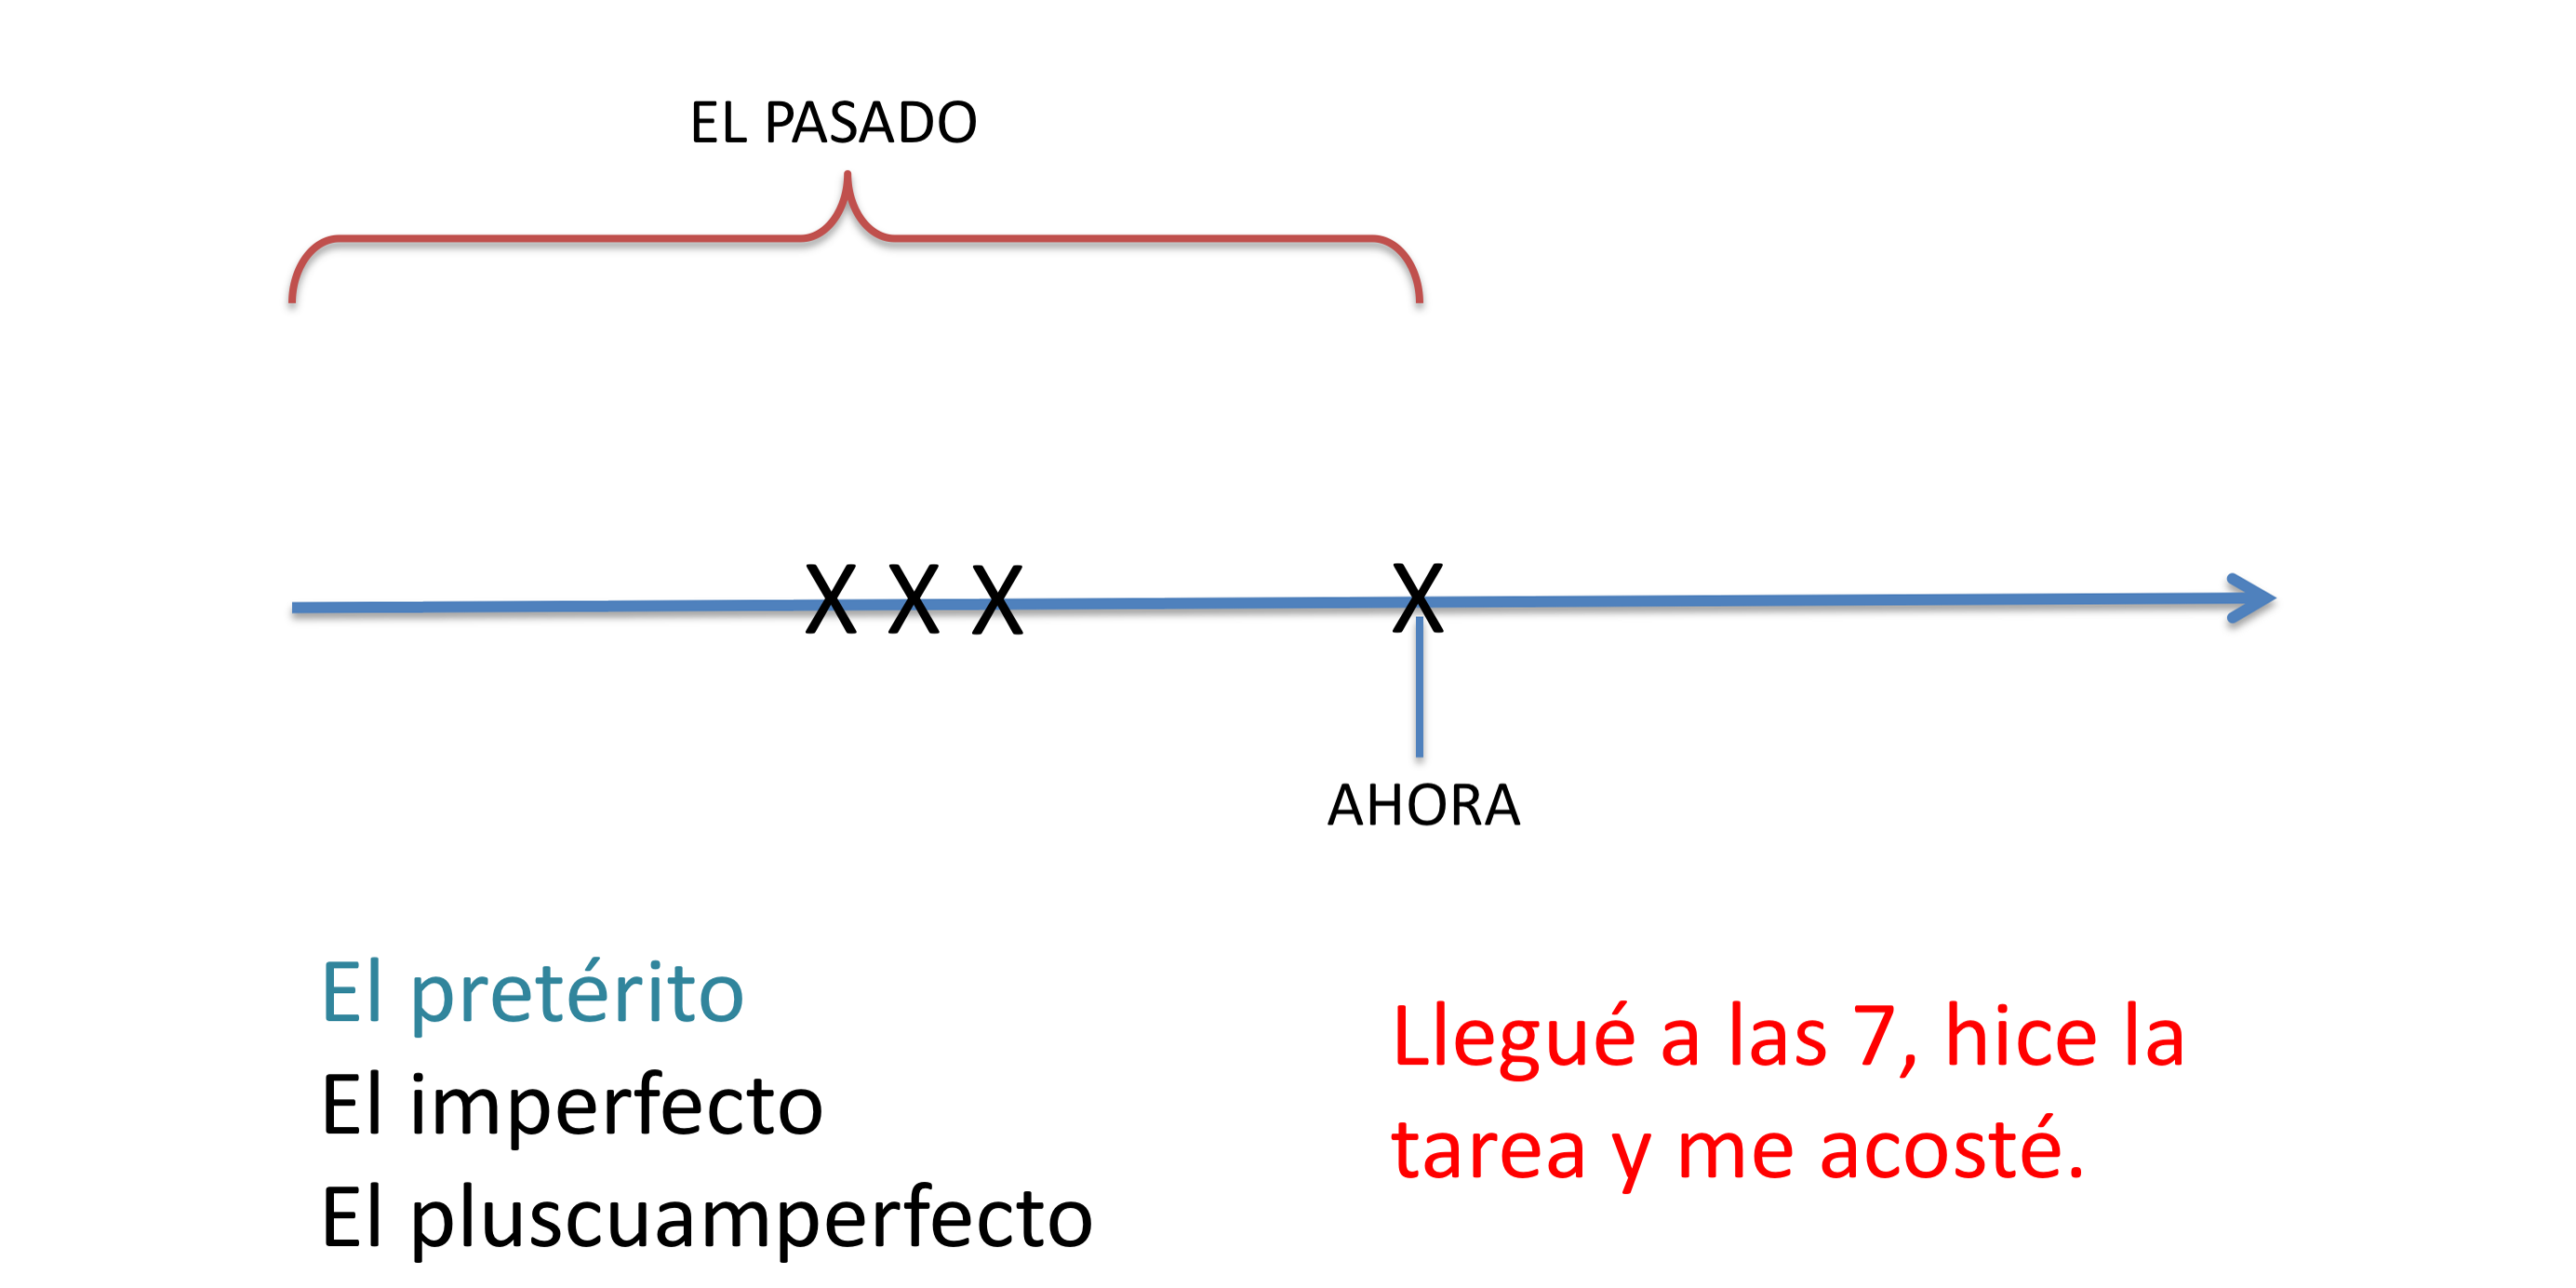 EL PASADO
X X X X
AHORA
El pretérito
El imperfecto
El pluscuamperfecto
Llegué a las 7, hice la
tarea y me acosté.